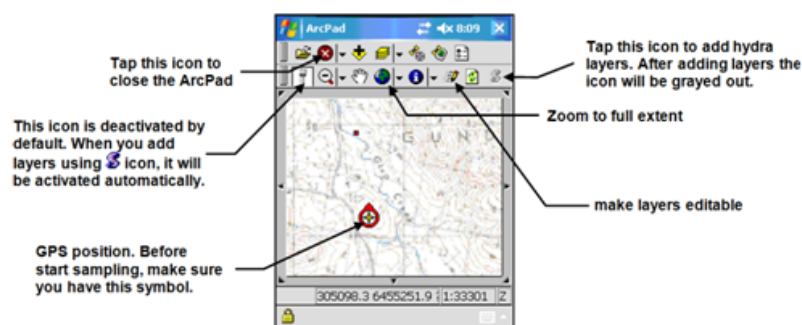 ArcPad
8:09
Tap this icon to
close the ArcPad
Tap this icon to add hydra
layers. After adding layers the
icon will be grayed out.
Zoom to full extent
This icon is deactivated by
default. When you add
layers using S icon, it will
be activated automatically.
G U N
make layers editable
GPS position. Before
start sampling, make sure
you have this symbol.
305098.3 6455251.9 1:33301 Z